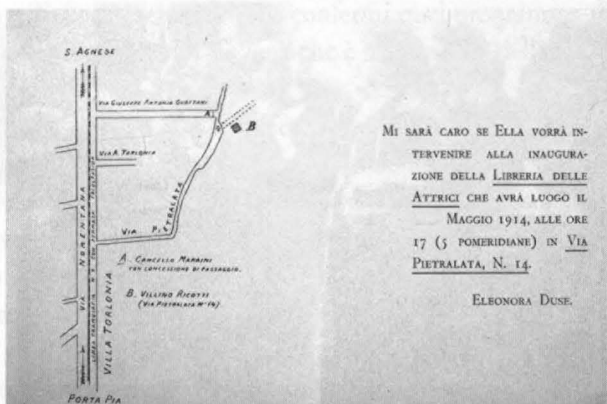 S. AGNESE
VIA GIUSEPPE ANTONIO GUATTANI
A
B
VIA A. TORLONIA
VIA PIETRALATA
VIA NOMENTANA
VILLA TORLONIA
A. CANCELLO MARRINI
CON CONCESSIONE DI PASSAGGIO.
B. VILLINO RICOTTI
(VIA PIETRALATA Nº 14).
PORTA PIA
MI SARÀ CARO SE ELLA VORRÀ IN-
TERVENIRE ALLA INAUGURA-
ZIONE DELLA LIBRERIA DELLE
ATTRICI CHE AVRÀ LUOGO IL
MAGGIO 1914, ALLE ORE
17 (5 POMERIDIANE) IN VIA
PIETRALATA, N. 14.
ELEONORA DUSE.